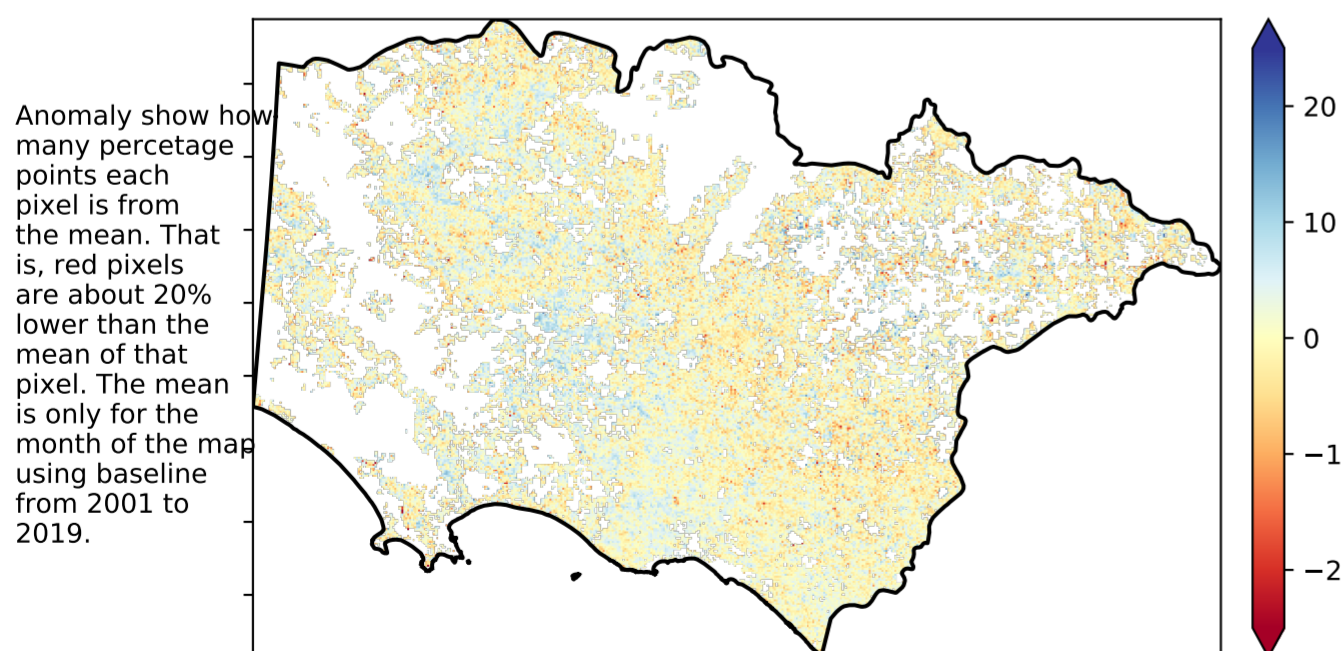 Anomaly show how
many percetage
points each
pixel is from
the mean. That
is, red pixels
are about 20%
lower than the
mean of that
pixel. The mean
is only for the
month of the map
using baseline
from 2001 to
2019.
20
10
0
−1
−2